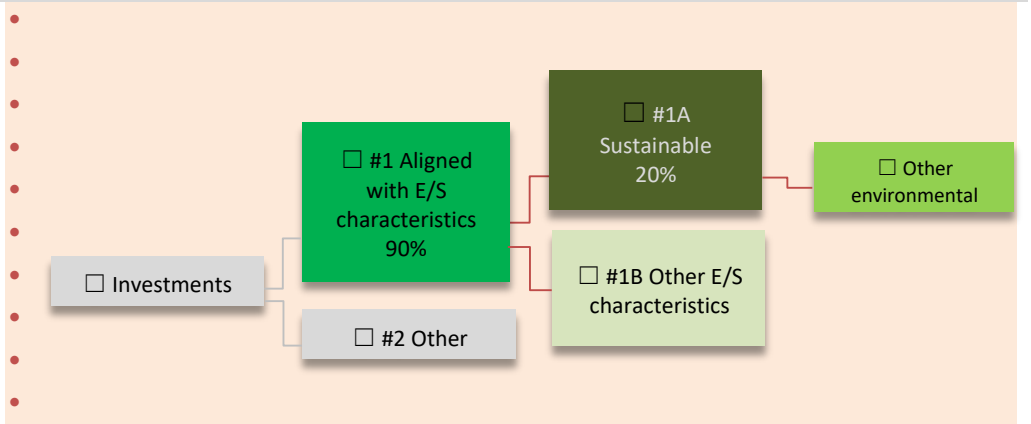 ☐ #1A
Sustainable
20%
☐ #1 Aligned
with E/S
characteristics
90%
☐ Other
environmental
☐ #1B Other E/S
characteristics
☐ Investments
☐ #2 Other